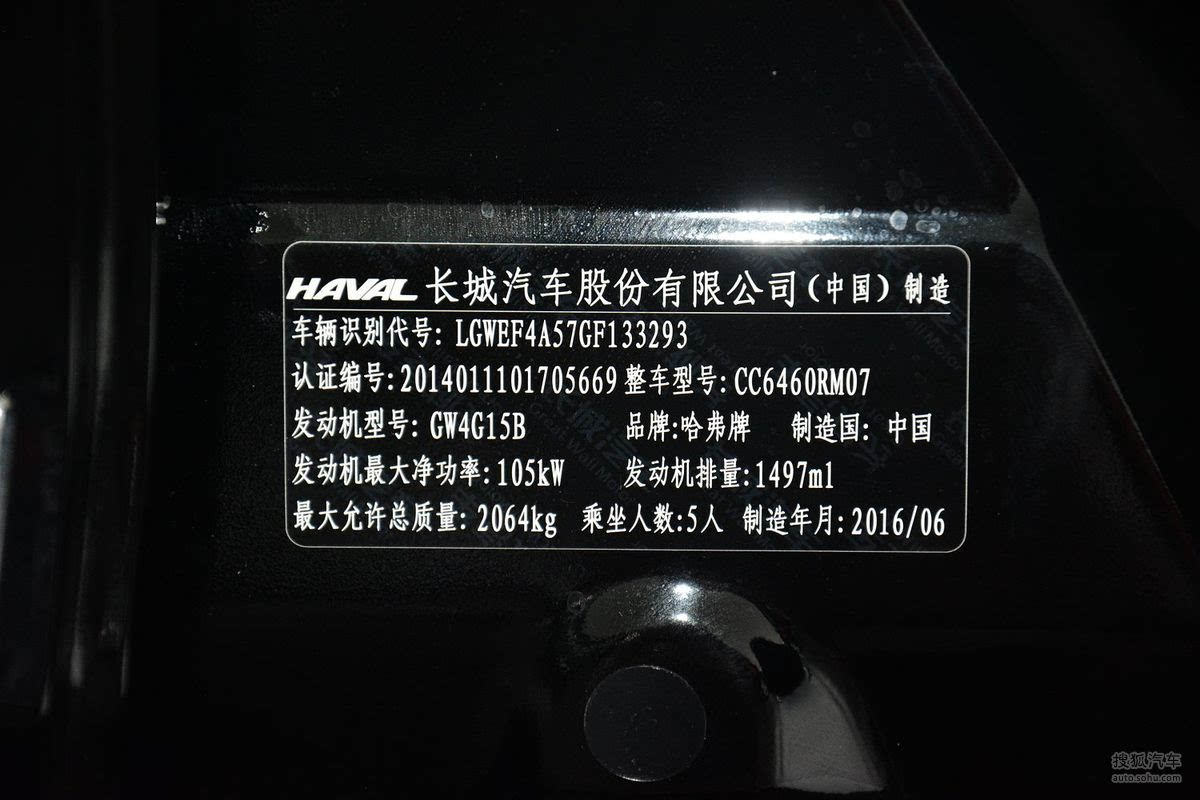 HAVAL 长城汽车股份有限公司(中国)制造
车辆识别代号: LGWEF4A57GF133293
认证编号:2014011101705669 整车型号:CC6460RM07
发动机型号: GW4G15B 品牌:哈弗牌 制造国: 中国
发动机最大净功率:105kW 发动机排量:1497ml
最大允许总质量: 2064kg 乘坐人数:5人 制造年月:2016/06
搜狐汽车
auto.sohu.com